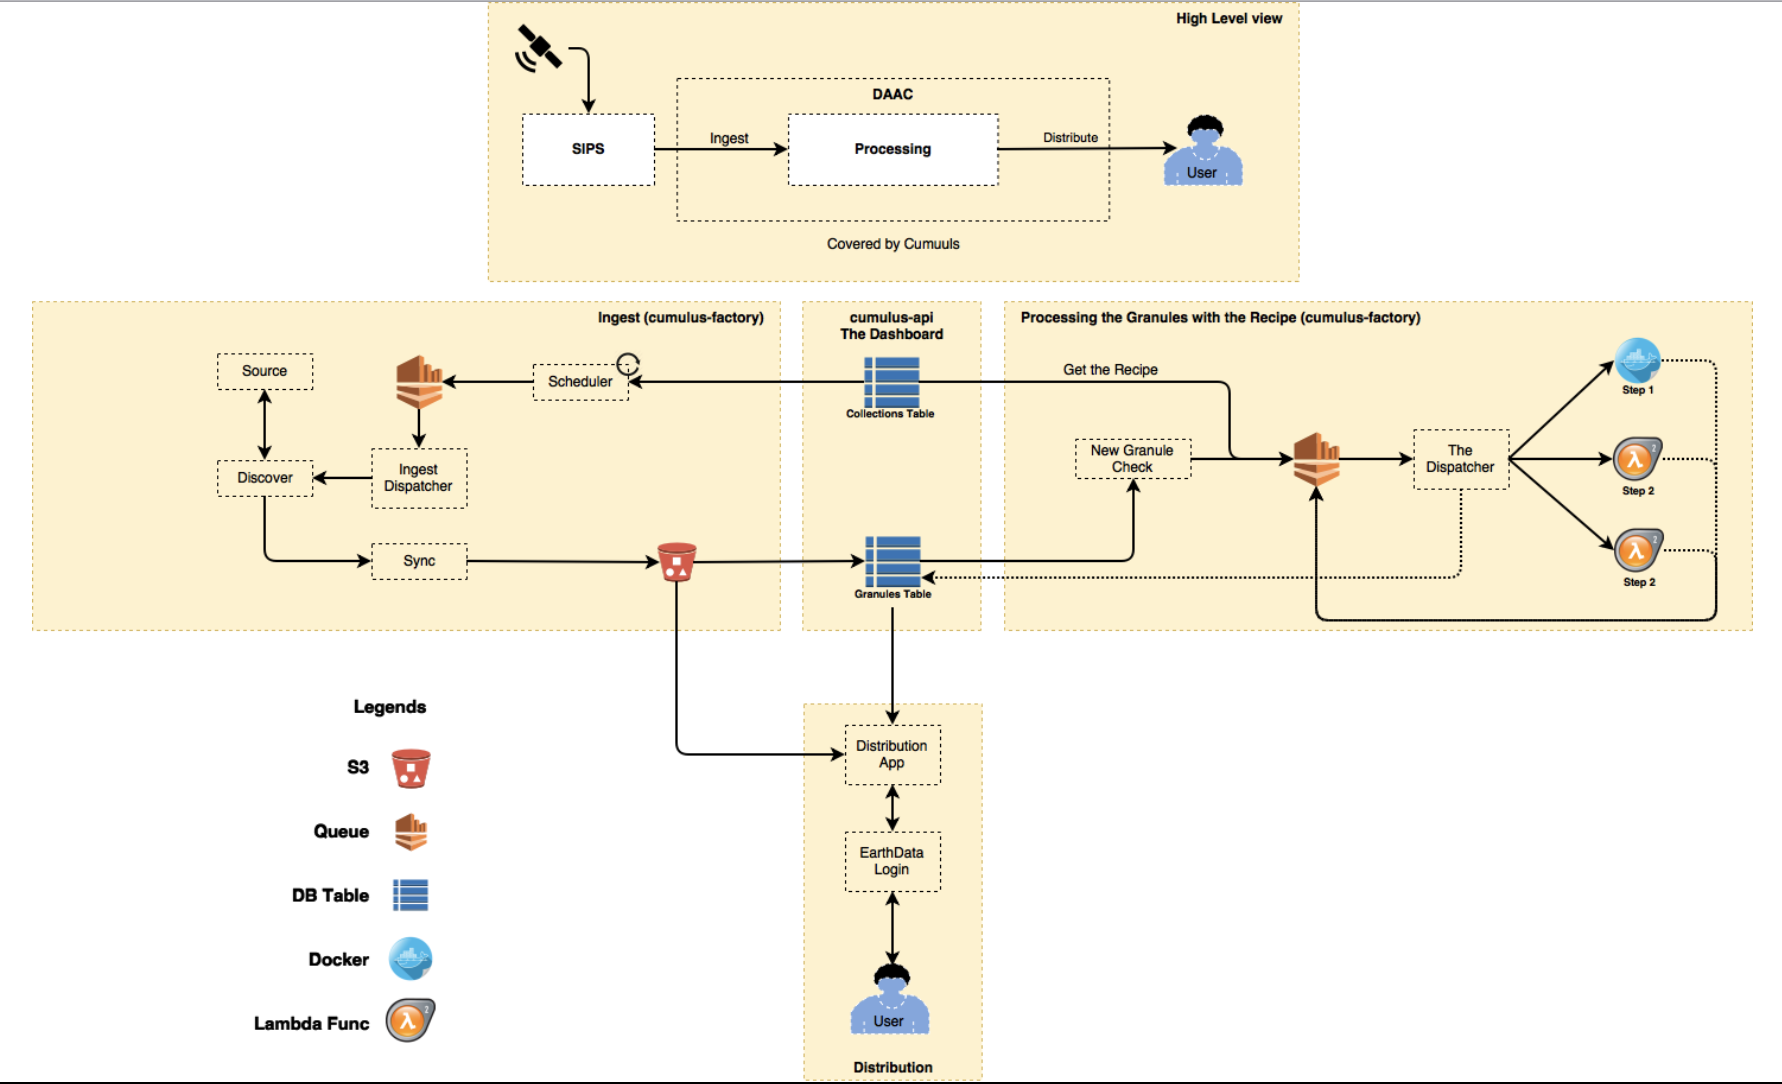 High Level view
DAAC
SIPS
Ingest
Processing
Distribute
User
Covered by Cumuuls
Ingest (cumulus-factory)
Source
Scheduler
Discover
Ingest
Dispatcher
Sync
cumulus-api
The Dashboard
Collections Table
Granules Table
Processing the Granules with the Recipe (cumulus-factory)
Get the Recipe
New Granule
Check
The
Dispatcher
Step 1
2
Step 2
2
Step 2
Legends
S3
Queue
DB Table
Docker
Lambda Func
2
Distribution
App
EarthData
Login
User
Distribution